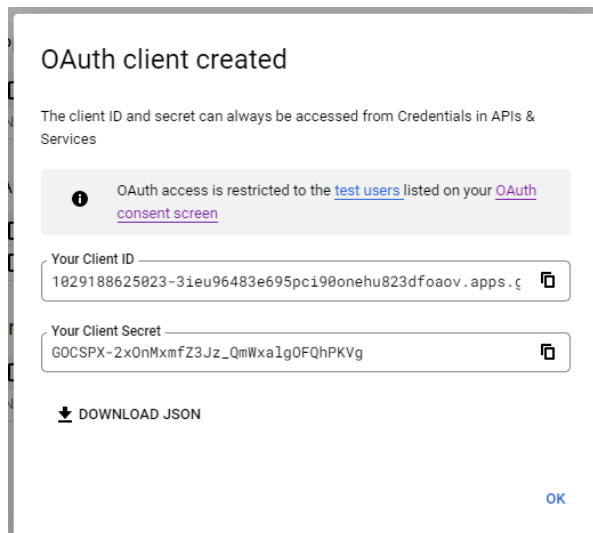 OAuth client created
The client ID and secret can always be accessed from Credentials in APIs &
Services
OAuth access is restricted to the test users listed on your OAuth
consent screen
Your Client ID
1029188625023-3ieu96483e695pci90onehu823dfoaov.apps.g
Your Client Secret
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
DOWNLOAD JSON
OK